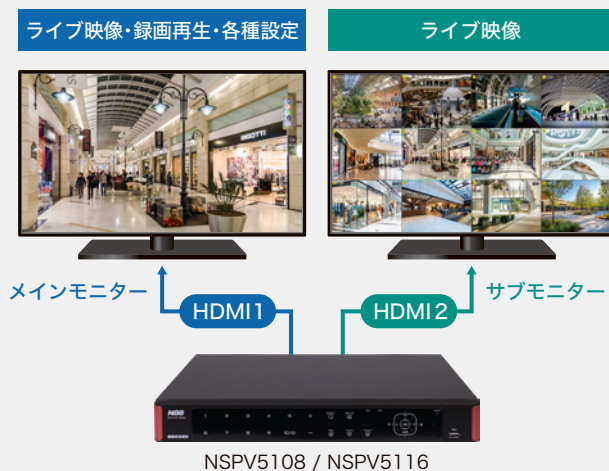 ライブ映像・録画再生・各種設定
ライブ映像
メインモニター
HDMI1
HDMI2
サブモニター
NSS
NSPV5108 / NSPV5116